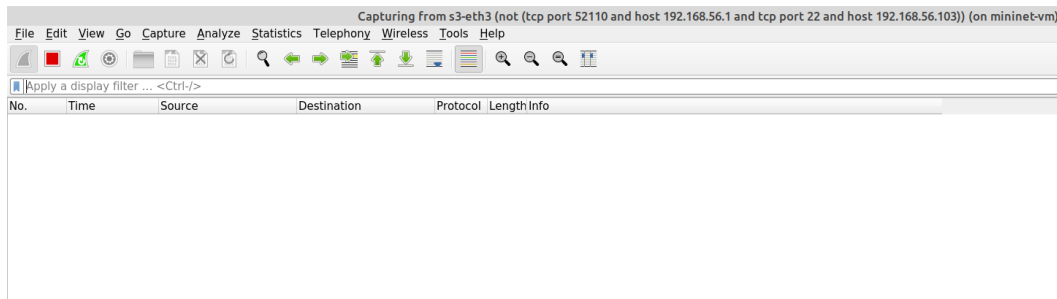 Capturing from s3-eth3 (not (tcp port 52110 and host 192.168.56.1 and tcp port 22 and host 192.168.56.103)) (on mininet-vm)
File Edit View Go Capture Analyze Statistics Telephony Wireless Tools Help
Apply a display filter ... <Ctrl-/>
No. Time Source Destination Protocol Length Info